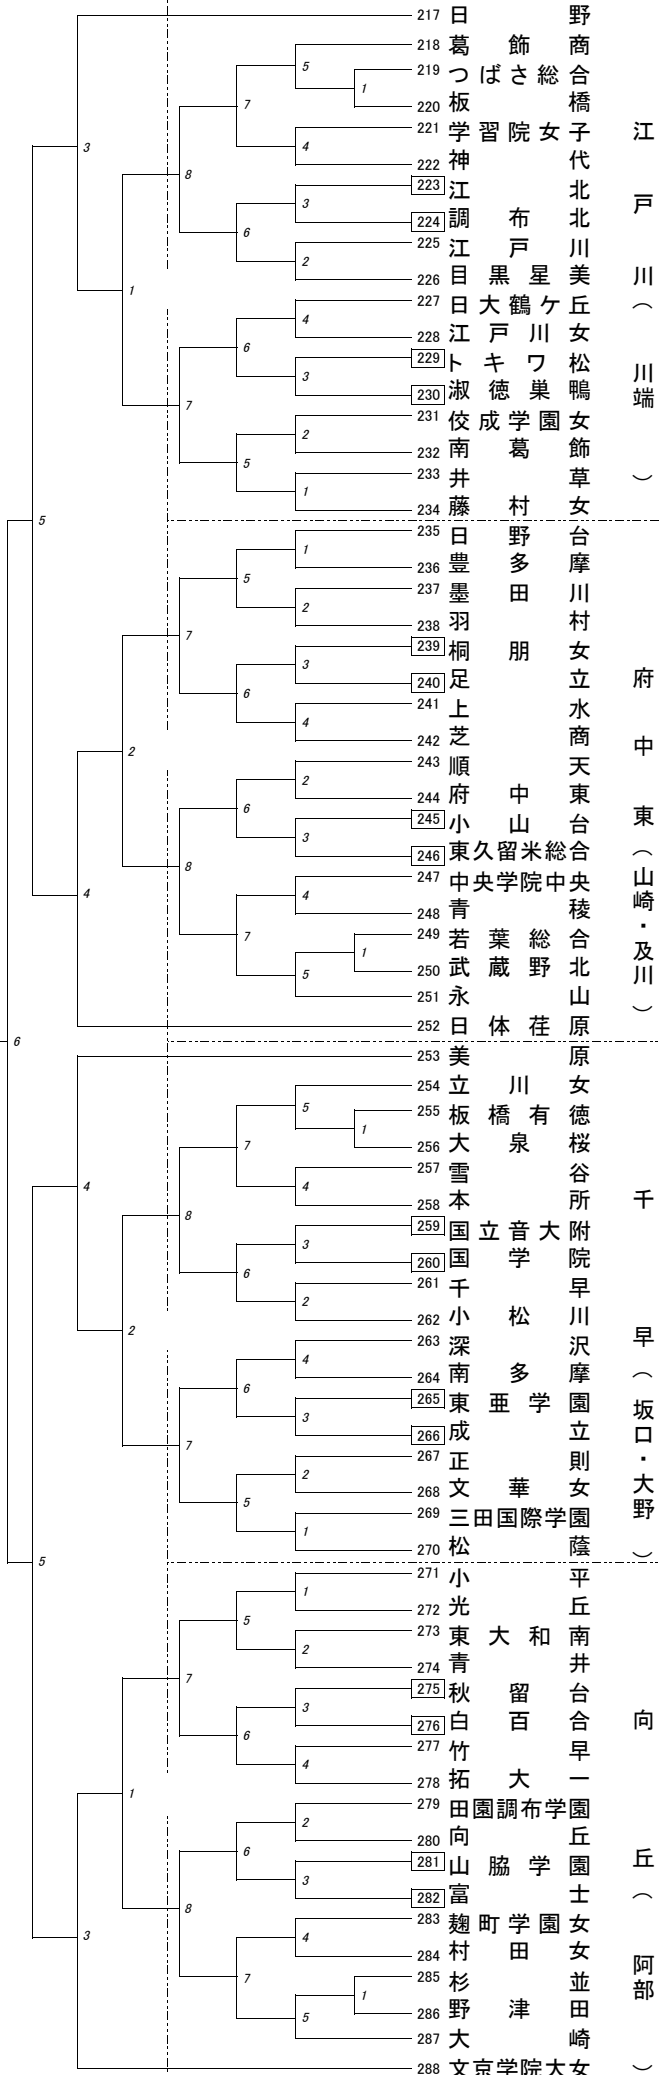 217 日野
218 葛飾商
219 つばさ総合
220 板橋
221 学習院女子
222 神代
223 江北
224 調布北
225 江戸川
226 目黒星美
227 日大鶴ケ丘
228 江戸川女
229 トキワ松
230 淑徳巣鴨
231 佼成学園女
232 南葛飾
233 井草
234 藤村女
江戸川（川端）
235 日野台
236 豊多摩
237 墨田川
238 羽村
239 桐朋女
240 足立
241 上水
242 芝商
243 順天
244 府中東
245 小山台
246 東久留米総合
247 中央学院中央
248 青稜
249 若葉総合
250 武蔵野北
251 永山
252 日体荏原
府中東（山崎・及川）
253 美原
254 立川女
255 板橋有徳
256 大泉桜
257 雪谷
258 本所
259 国立音大附
260 国学院
261 千早
262 小松川
263 深沢
264 南多摩
265 東亜学園
266 成立
267 正則
268 文華女
269 三田国際学園
270 松蔭
千早（坂口・大野）
271 小平
272 光丘
273 東大和南
274 青井
275 秋留台
276 白百合
277 竹早
278 拓大一
279 田園調布学園
280 向丘
281 山脇学園
282 富士
283 麹町学園女
284 村田女
285 杉並
286 野津田
287 大崎
288 文京学院大女
向丘（阿部）
3
5
1
7
4
8
3
6
2
1
4
6
3
7
2
5
1
5
1
5
2
7
3
6
4
2
2
6
3
8
4
7
1
5
4
6
5
1
7
4
4
8
3
6
2
2
4
6
3
7
2
5
1
5
1
5
2
7
3
6
4
1
2
6
3
8
3
4
7
1
5